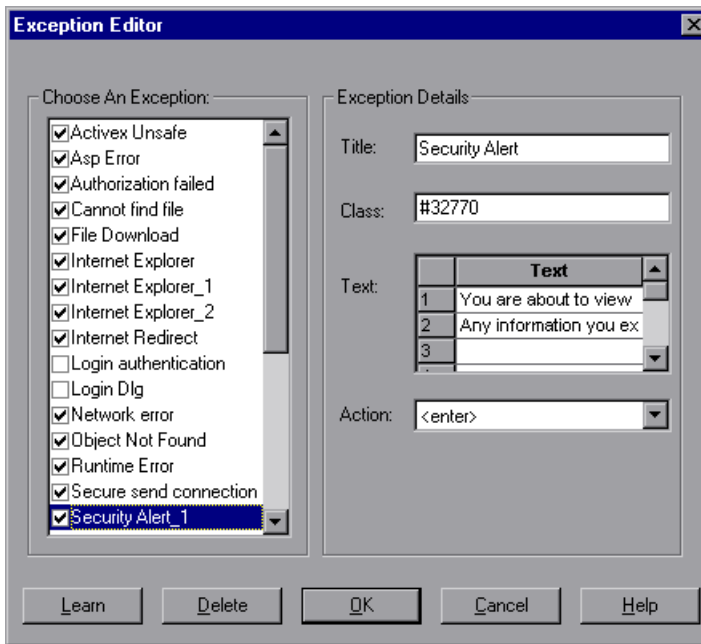 Exception Editor
Choose An Exception:
Activex Unsafe
Asp Error
Authorization failed
Cannot find file
File Download
Internet Explorer
Internet Explorer_1
Internet Explorer_2
Internet Redirect
Login authentication
Login Dlg
Network error
Object Not Found
Runtime Error
Secure send connection
Security Alert_1
Exception Details
Title: Security Alert
Class: #32770
Text:
Text
1 You are about to view
2 Any information you ex
3
Action: <enter>
Learn Delete OK Cancel Help